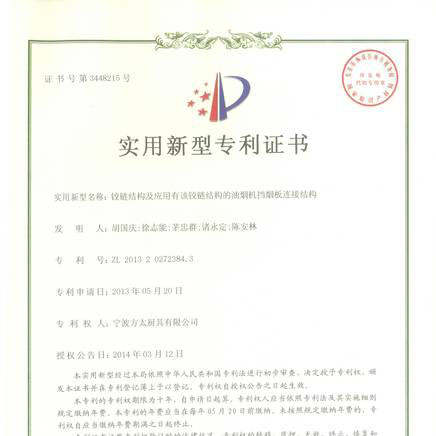 证书号第3448215号
实用新型专利证书
实用新型名称：铰链结构及应用有该铰链结构的油烟机挡烟板连接结构
发明人：胡国庆;徐志能;茅忠群;诸永定;陈安林
专利号：ZL 2013 2 0272384.3
专利申请日：2013年05月20日
专利权人：宁波方太厨具有限公司
授权公告日：2014年03月12日
本实用新型经过本局依照中华人民共和国专利法进行初步审查，决定授予专利权，颁
发本证书并在专利登记簿上予以登记。专利权自授权公告之日起生效。
本专利的专利权期限为十年，自申请日起算。专利权人应当依照专利法及其实施细则
规定缴纳年费。本专利的年费应当在每年05月20日前缴纳。未按照规定缴纳年费的，专
利权自应当缴纳年费期满之日起终止。